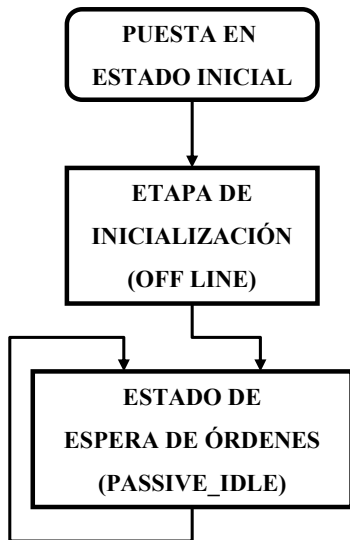 PUESTA EN
ESTADO INICIAL
ETAPA DE
INICIALIZACIÓN
(OFF LINE)
ESTADO DE
ESPERA DE ÓRDENES
(PASSIVE_IDLE)